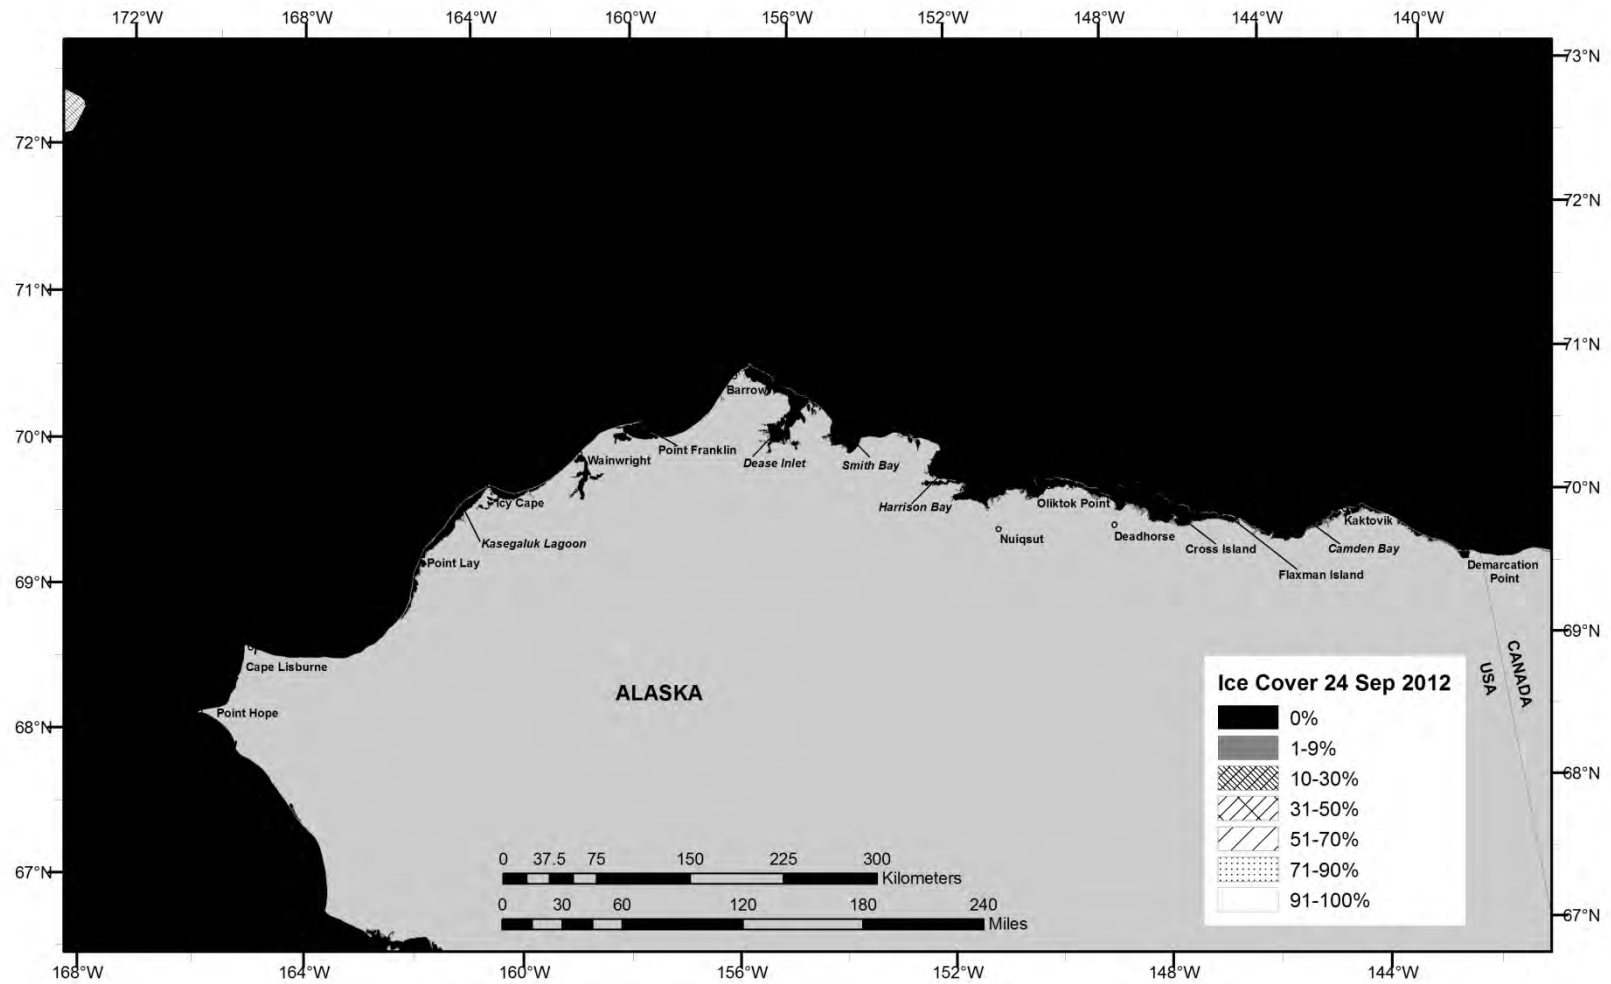 172°W 168°W 164°W 160°W 156°W 152°W 148°W 144°W 140°W
73°N
72°N
72°N
71°N
71°N
Barrow
70°N
Point Franklin
Wainwright
Dease Inlet
Smith Bay
70°N
Icy Cape
Harrison Bay
Oliktok Point
Kaktovik
Kasegaluk Lagoon
Nuiqsut
Deadhorse
Cross Island
Camden Bay
Point Lay
Flaxman Island
Demarcation
Point
69°N
69°N
Cape Lisburne
CANADA
USA
ALASKA
Point Hope
68°N
68°N
Ice Cover 24 Sep 2012
0%
1-9%
10-30%
31-50%
51-70%
71-90%
91-100%
67°N
67°N
0 37.5 75 150 225 300
Kilometers
0 30 60 120 180 240
Miles
168°W 164°W 160°W 156°W 152°W 148°W 144°W